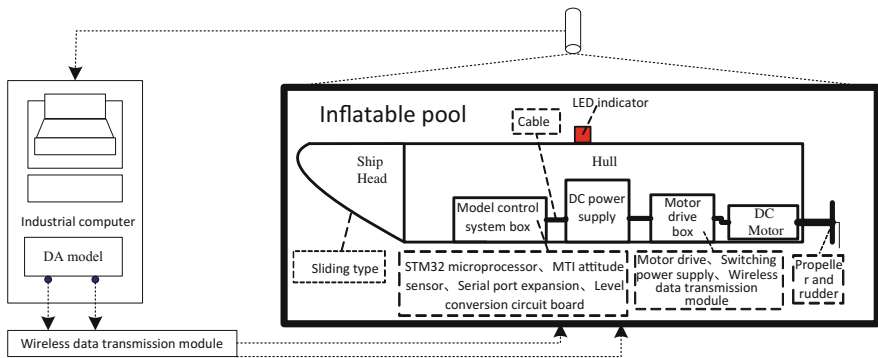 Inflatable pool
LED indicator
Cable
Ship
Head
Hull
DC power
supply
Model control
system box
Motor
drive
box
DC
Motor
Industrial computer
DA model
Sliding type
STM32 microprocessor、MTI attitude
sensor、Serial port expansion、Level
conversion circuit board
Motor drive、Switching
power supply、Wireless
data transmission
module
Propelle
r and
rudder
Wireless data transmission module